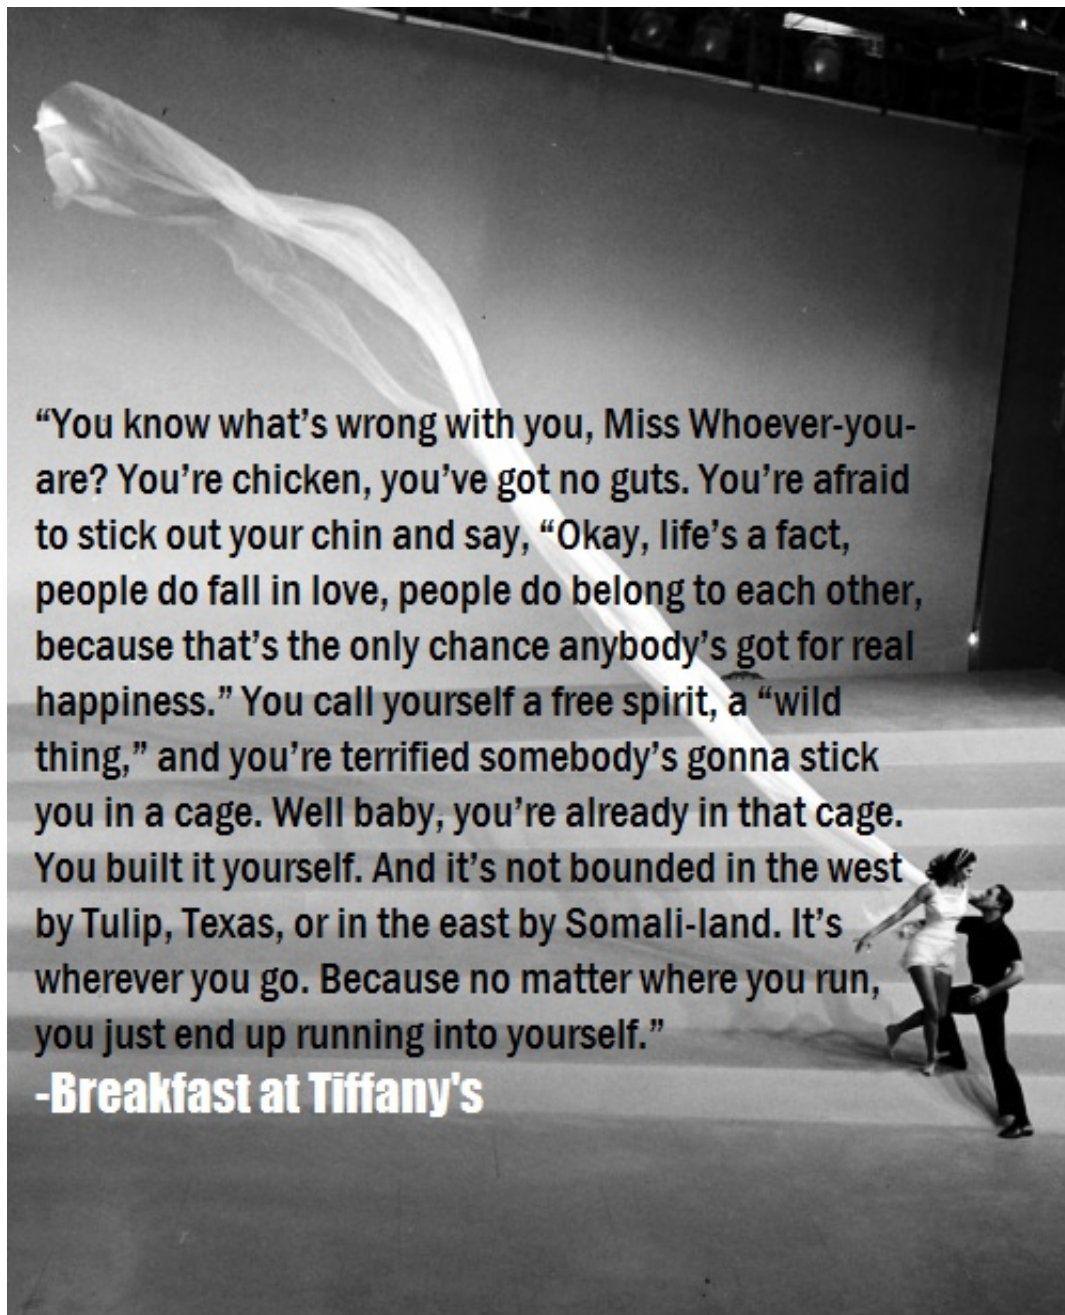 “You know what’s wrong with you, Miss Whoever-you-
are? You’re chicken, you’ve got no guts. You’re afraid
to stick out your chin and say, “Okay, life’s a fact,
people do fall in love, people do belong to each other,
because that’s the only chance anybody’s got for real
happiness.” You call yourself a free spirit, a “wild
thing,” and you’re terrified somebody’s gonna stick
you in a cage. Well baby, you’re already in that cage.
You built it yourself. And it’s not bounded in the west
by Tulip, Texas, or in the east by Somali-land. It’s
wherever you go. Because no matter where you run,
you just end up running into yourself.”
-Breakfast at Tiffany's